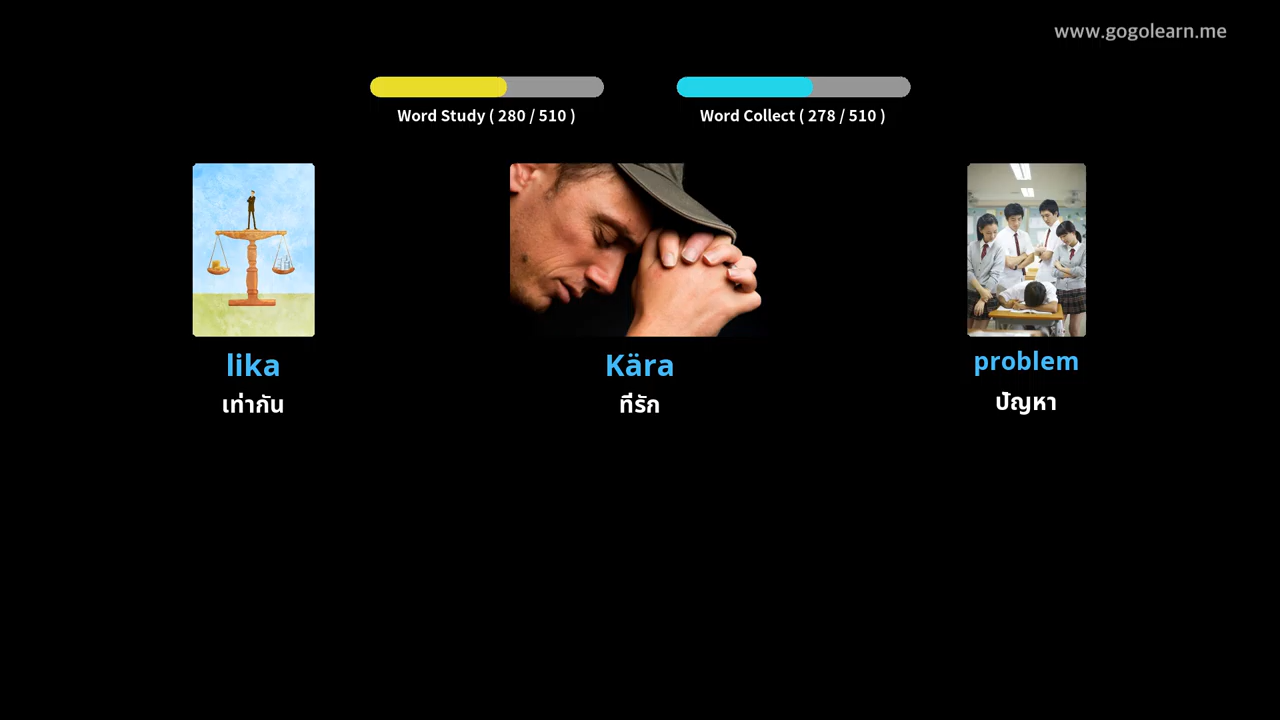 www.gogolearn.me
Word Study ( 280 / 510 )
Word Collect ( 278 / 510 )
lika
Kära
problem
เท่ากัน
ที่รัก
ปัญหา